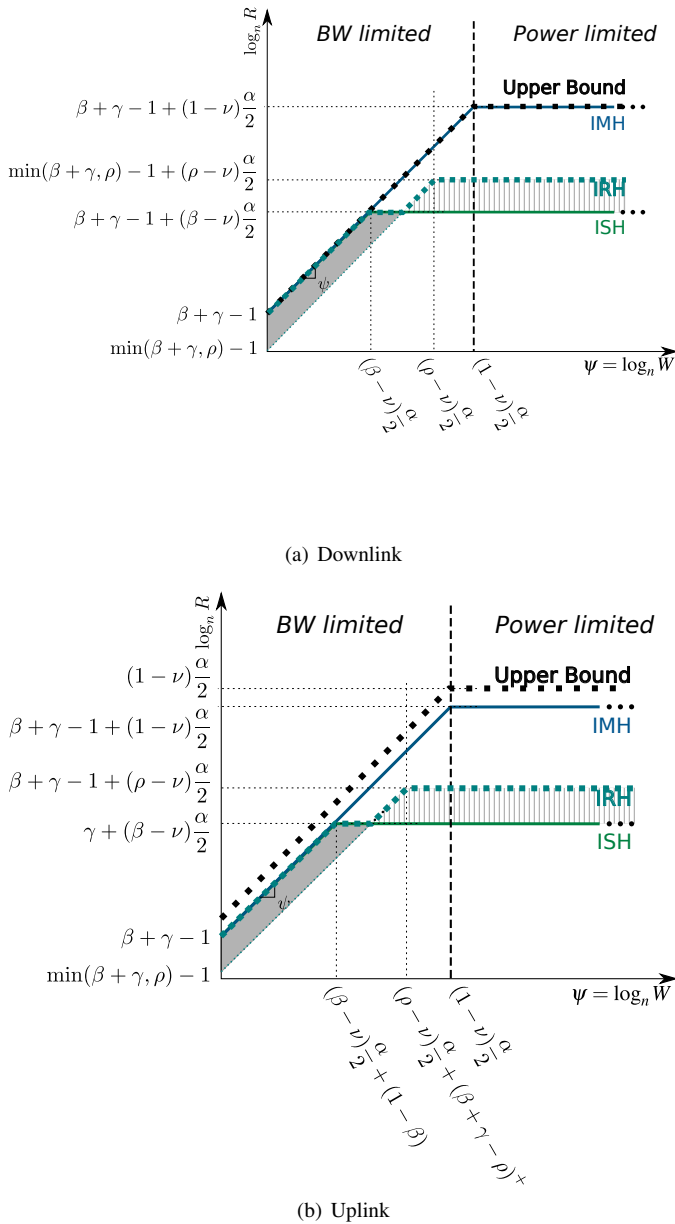 log_n R
BW limited
Power limited
Upper Bound
β + γ − 1 + (1 − ν)α/2
IMH
min(β + γ, ρ) − 1 + (ρ − ν)α/2
IRH
β + γ − 1 + (β − ν)α/2
ISH
ψ
β + γ − 1
min(β + γ, ρ) − 1
ψ = log_n W
(β − ν)α/2
(ρ − ν)α/2
(1 − ν)α/2
(a) Downlink
log_n R
BW limited
Power limited
(1 − ν)α/2
Upper Bound
β + γ − 1 + (1 − ν)α/2
IMH
β + γ − 1 + (ρ − ν)α/2
IRH
γ + (β − ν)α/2
ISH
ψ
β + γ − 1
min(β + γ, ρ) − 1
ψ = log_n W
(β − ν)α/2 + (1 − β)
(ρ − ν)α/2 + (β + γ − ρ)⁺
(1 − ν)α/2
(b) Uplink